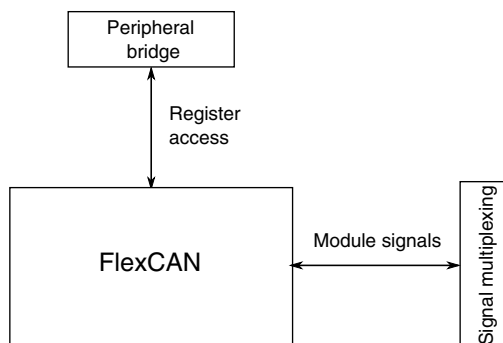 Peripheral
bridge
Register
access
FlexCAN
Module signals
Signal multiplexing